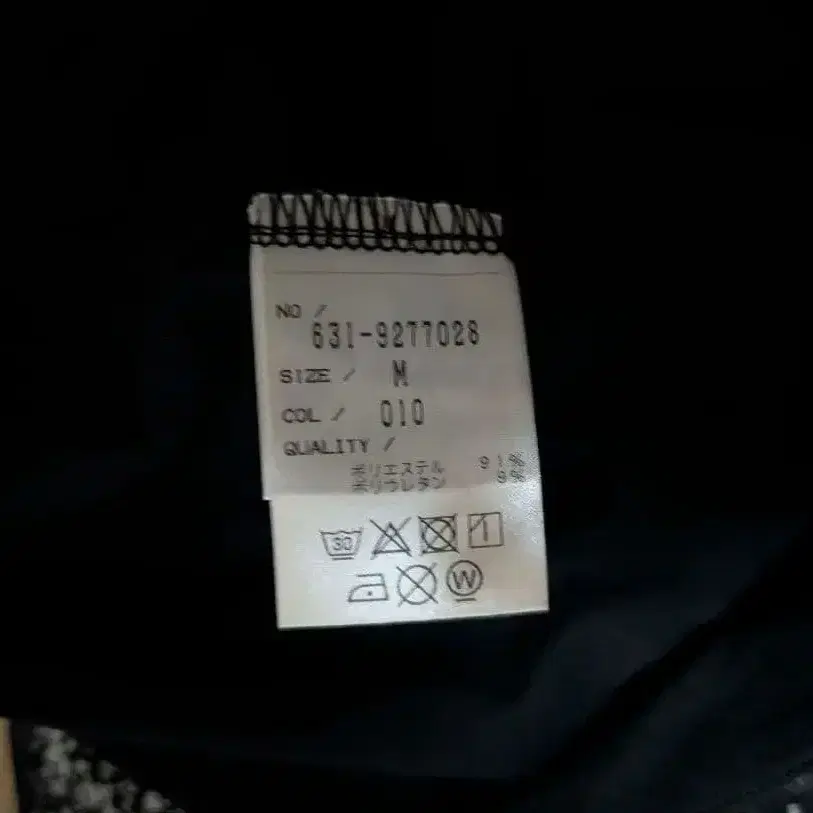 NO /
631-9277028
SIZE / M
COL / 010
QUALITY /
ポリエステル 91%
ポリウレタン 9%
30
W